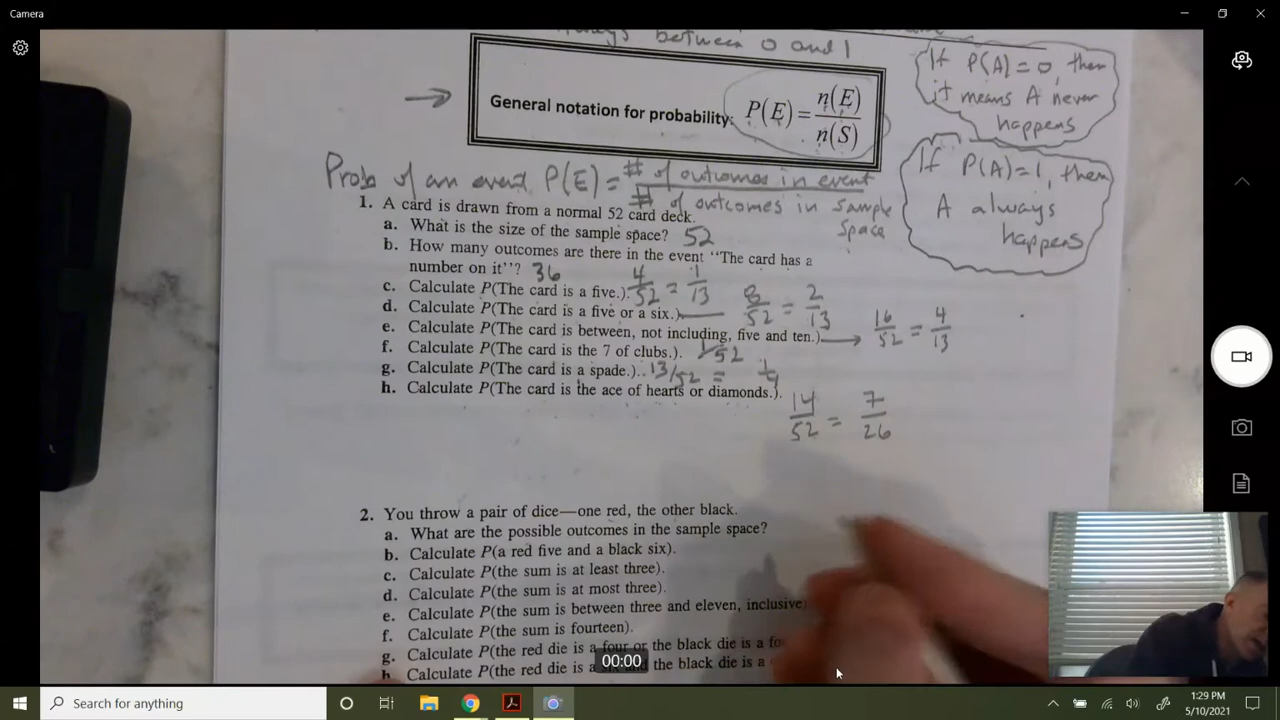 Camera
always between 0 and 1
General notation for probability: P(E) = n(E) / n(S)
If P(A) = 0, then
it means A never
happens
If P(A) = 1, then
A always
happens
Prob of an event P(E) = # of outcomes in event
# of outcomes in sample space
1. A card is drawn from a normal 52 card deck.
a. What is the size of the sample space? 52
b. How many outcomes are there in the event "The card has a
number on it"? 36
c. Calculate P(The card is a five.). 4/52 = 1/13
d. Calculate P(The card is a five or a six.) 8/52 = 2/13
e. Calculate P(The card is between, not including, five and ten.) → 16/52 = 4/13
f. Calculate P(The card is the 7 of clubs.). 1/52
g. Calculate P(The card is a spade.). 13/52 = 1/4
h. Calculate P(The card is the ace of hearts or diamonds.). 14/52 = 7/26
2. You throw a pair of dice—one red, the other black.
a. What are the possible outcomes in the sample space?
b. Calculate P(a red five and a black six).
c. Calculate P(the sum is at least three).
d. Calculate P(the sum is at most three).
e. Calculate P(the sum is between three and eleven, inclusive)
f. Calculate P(the sum is fourteen).
g. Calculate P(the red die is a four or the black die is a
h. Calculate P(the red die is a and the black die is a
00:00
Search for anything
1:29 PM
5/10/2021